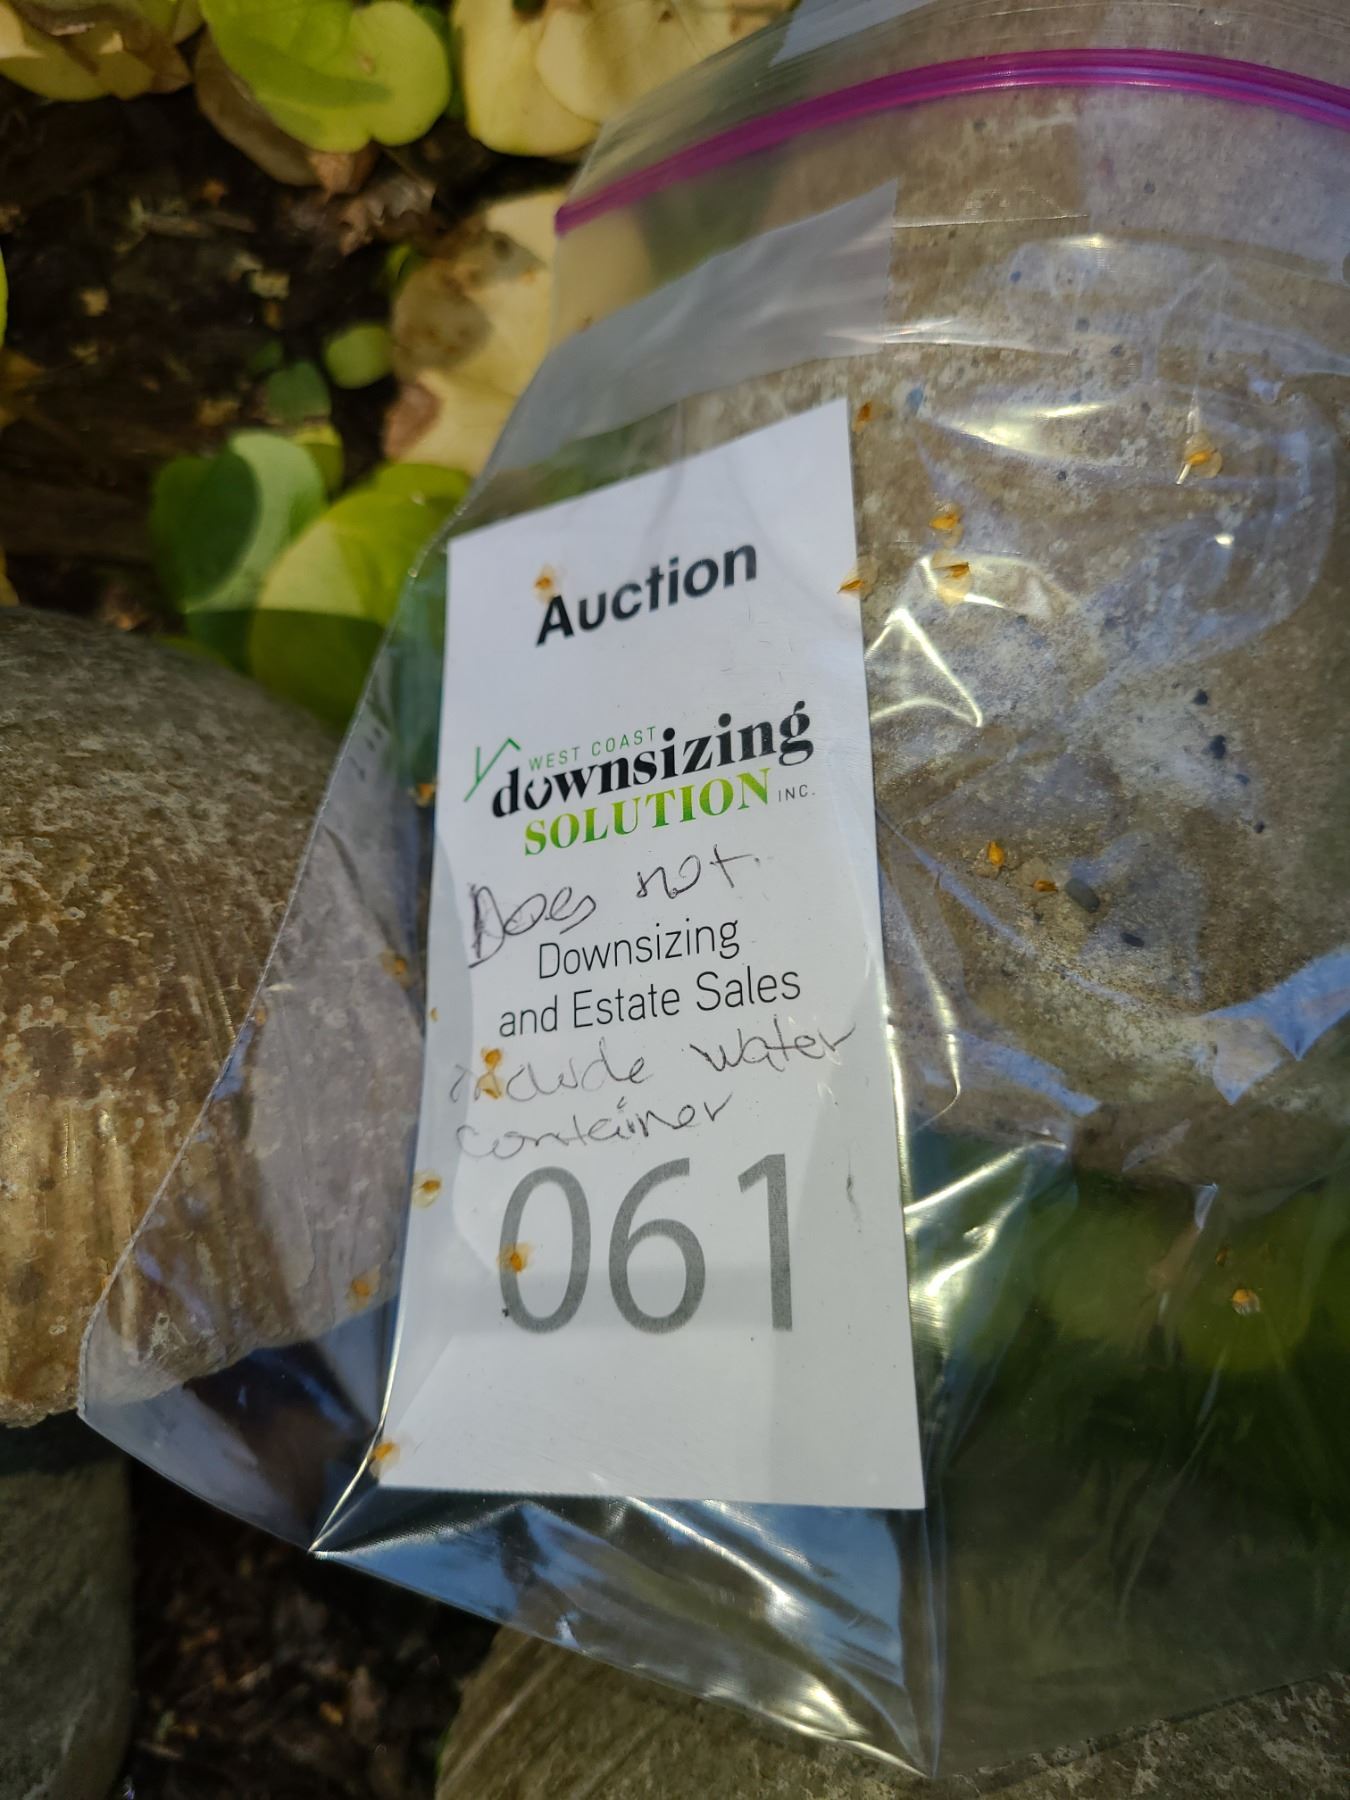 Auction
WEST COAST
downsizing
SOLUTION INC.
Does not
Downsizing
and Estate Sales
include water
container
061